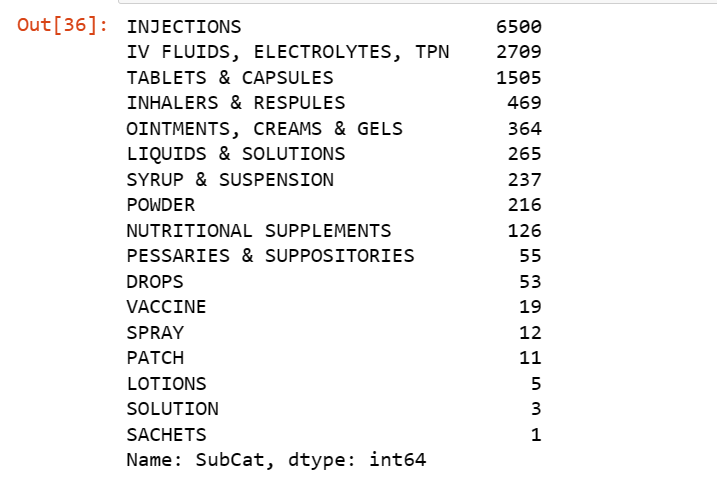 Out[36]: INJECTIONS 6500
IV FLUIDS, ELECTROLYTES, TPN 2709
TABLETS & CAPSULES 1505
INHALERS & RESPULES 469
OINTMENTS, CREAMS & GELS 364
LIQUIDS & SOLUTIONS 265
SYRUP & SUSPENSION 237
POWDER 216
NUTRITIONAL SUPPLEMENTS 126
PESSARIES & SUPPOSITORIES 55
DROPS 53
VACCINE 19
SPRAY 12
PATCH 11
LOTIONS 5
SOLUTION 3
SACHETS 1
Name: SubCat, dtype: int64